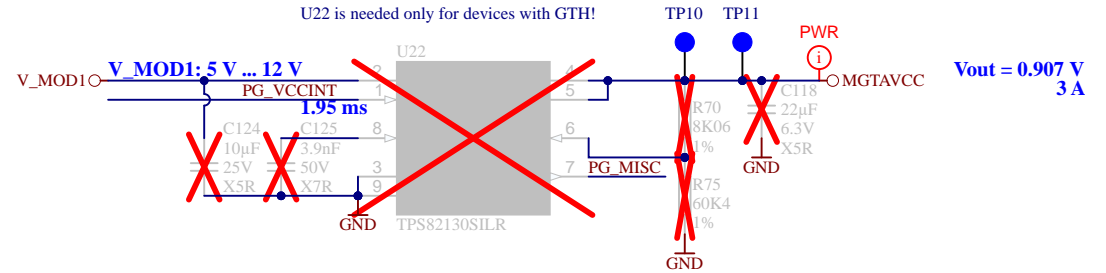 U22 is needed only for devices with GTH!
TP10
TP11
PWR
i
U22
V_MOD1
V_MOD1: 5 V ... 12 V
2
4
MGTAVCC
Vout = 0.907 V
3 A
PG_VCCINT
1
5
1.95 ms
C124
10µF
25V
X5R
C125
3.9nF
50V
X7R
8
3
9
6
7
PG_MISC
R70
8K06
1%
C118
22µF
6.3V
X5R
GND
R75
60K4
1%
GND
TPS82130SILR
GND